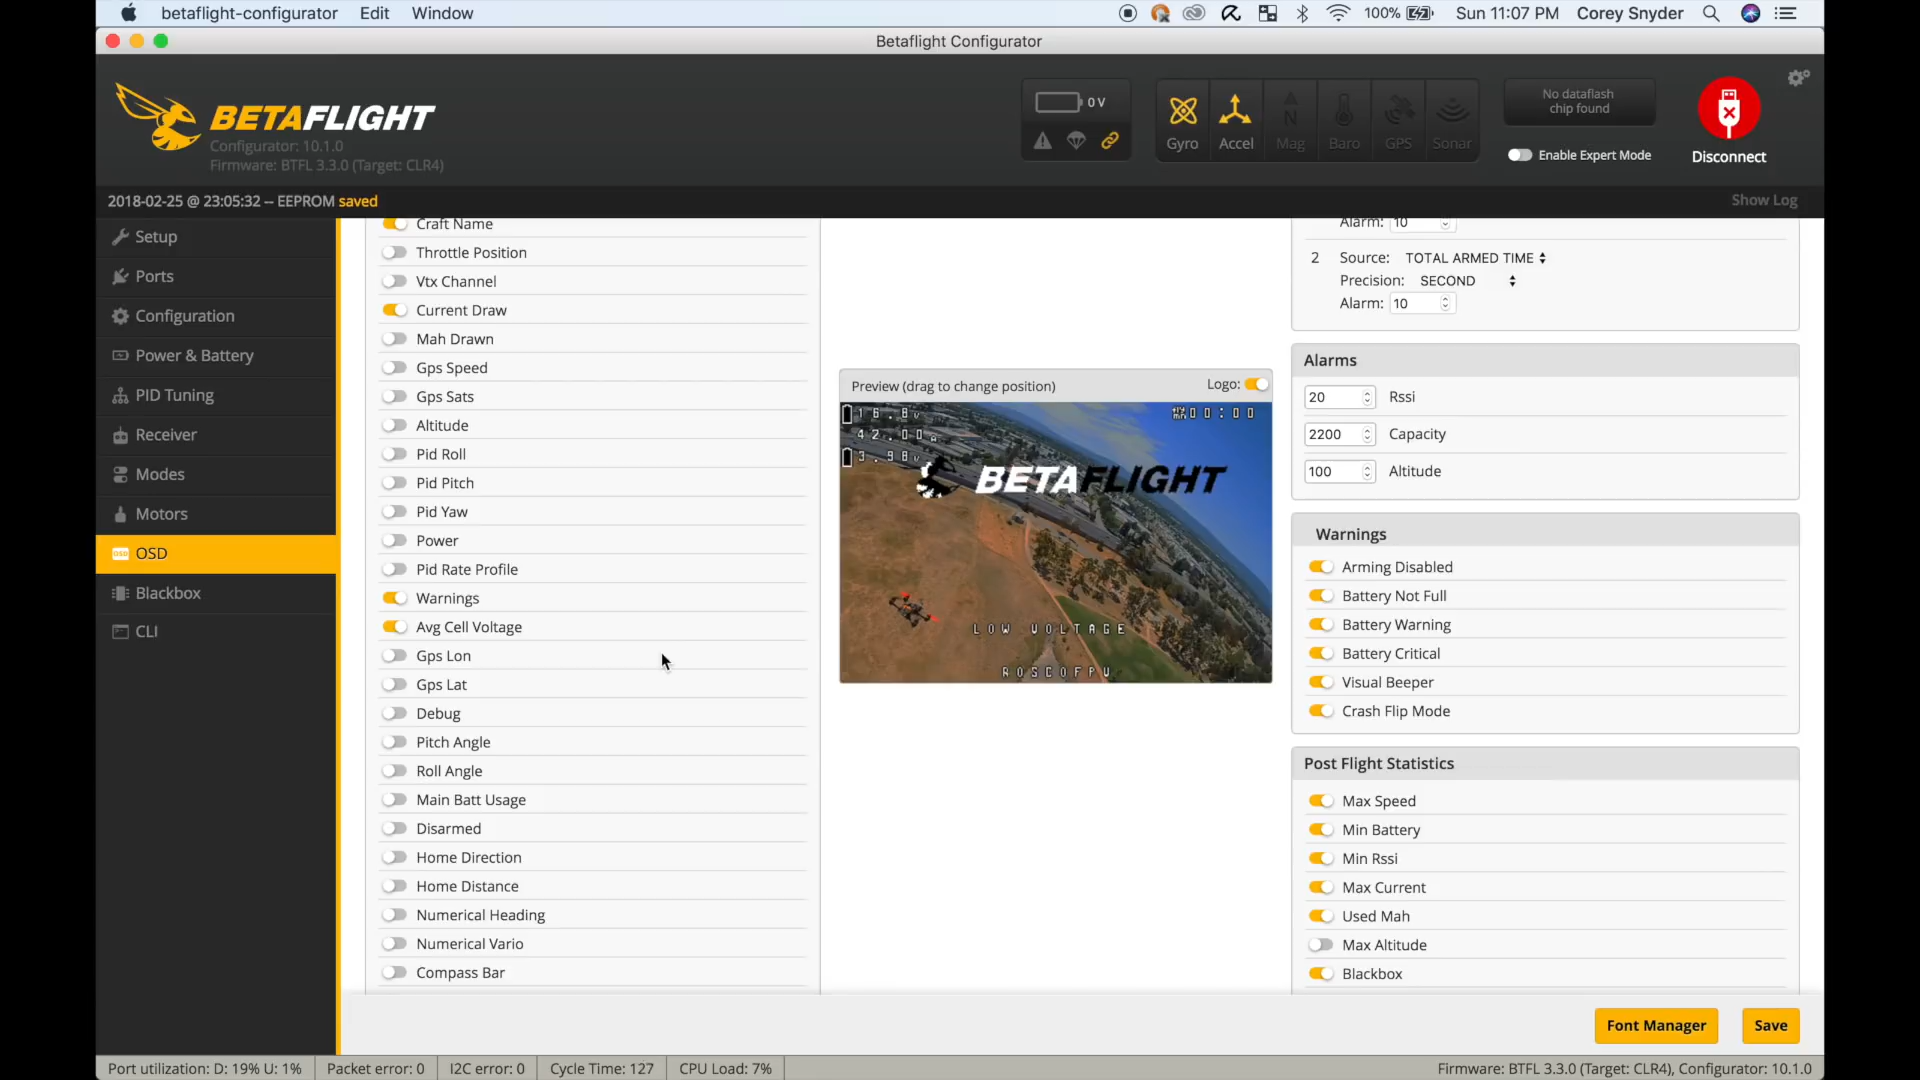 betaflight-configurator Edit Window 100% Sun 11:07 PM Corey Snyder
Betaflight Configurator
BETAFLIGHT
Configurator: 10.1.0
Firmware: BTFL 3.3.0 (Target: CLR4)
0 V
Gyro Accel Mag Baro GPS Sonar
No dataflash
chip found
Enable Expert Mode
Disconnect
2018-02-25 @ 23:05:32 -- EEPROM saved
Show Log
Setup
Ports
Configuration
Power & Battery
PID Tuning
Receiver
Modes
Motors
OSD
Blackbox
CLI
Craft Name
Throttle Position
Vtx Channel
Current Draw
Mah Drawn
Gps Speed
Gps Sats
Altitude
Pid Roll
Pid Pitch
Pid Yaw
Power
Pid Rate Profile
Warnings
Avg Cell Voltage
Gps Lon
Gps Lat
Debug
Pitch Angle
Roll Angle
Main Batt Usage
Disarmed
Home Direction
Home Distance
Numerical Heading
Numerical Vario
Compass Bar
Preview (drag to change position) Logo:
16.8V
00:00
42.00A
3.98V
BETAFLIGHT
LOW VOLTAGE
ROSCOFPV
Alarm: 10
2 Source: TOTAL ARMED TIME
Precision: SECOND
Alarm: 10
Alarms
20 Rssi
2200 Capacity
100 Altitude
Warnings
Arming Disabled
Battery Not Full
Battery Warning
Battery Critical
Visual Beeper
Crash Flip Mode
Post Flight Statistics
Max Speed
Min Battery
Min Rssi
Max Current
Used Mah
Max Altitude
Blackbox
Font Manager
Save
Port utilization: D: 19% U: 1% Packet error: 0 I2C error: 0 Cycle Time: 127 CPU Load: 7% Firmware: BTFL 3.3.0 (Target: CLR4), Configurator: 10.1.0